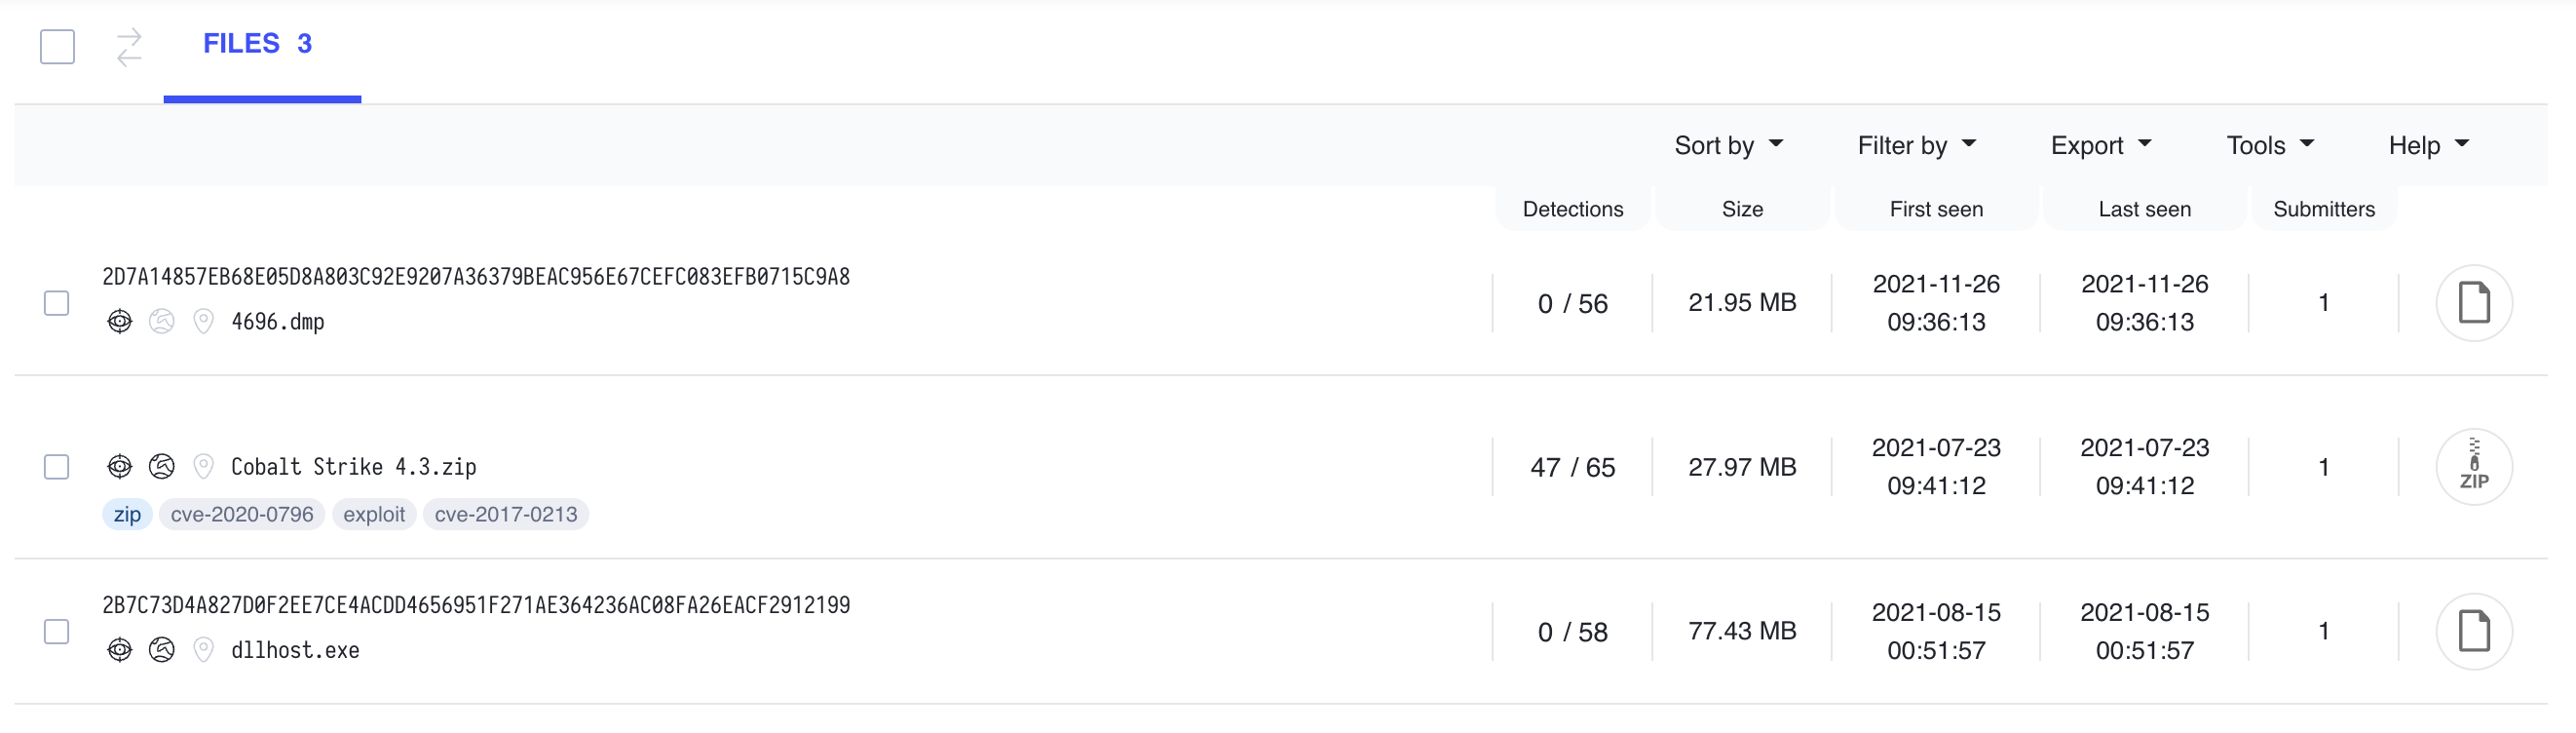 FILES 3
Sort by Filter by Export Tools Help
Detections Size First seen Last seen Submitters
2D7A14857EB68E05D8A803C92E9207A36379BEAC956E67CEFC083EFB0715C9A8
4696.dmp
0 / 56 21.95 MB 2021-11-26 09:36:13 2021-11-26 09:36:13 1
Cobalt Strike 4.3.zip
zip cve-2020-0796 exploit cve-2017-0213
47 / 65 27.97 MB 2021-07-23 09:41:12 2021-07-23 09:41:12 1 ZIP
2B7C73D4A827D0F2EE7CE4ACDD4656951F271AE364236AC08FA26EACF2912199
dllhost.exe
0 / 58 77.43 MB 2021-08-15 00:51:57 2021-08-15 00:51:57 1